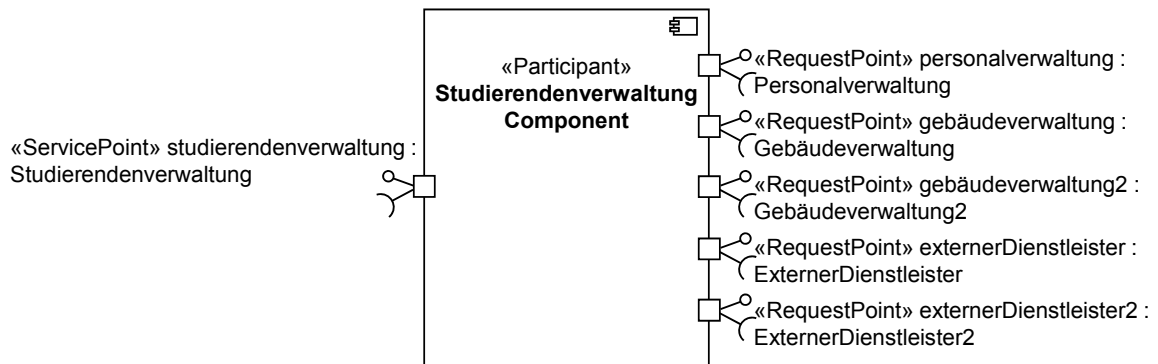 «Participant»
Studierendenverwaltung
Component
«ServicePoint» studierendenverwaltung :
Studierendenverwaltung
«RequestPoint» personalverwaltung :
Personalverwaltung
«RequestPoint» gebäudeverwaltung :
Gebäudeverwaltung
«RequestPoint» gebäudeverwaltung2 :
Gebäudeverwaltung2
«RequestPoint» externerDienstleister :
ExternerDienstleister
«RequestPoint» externerDienstleister2 :
ExternerDienstleister2